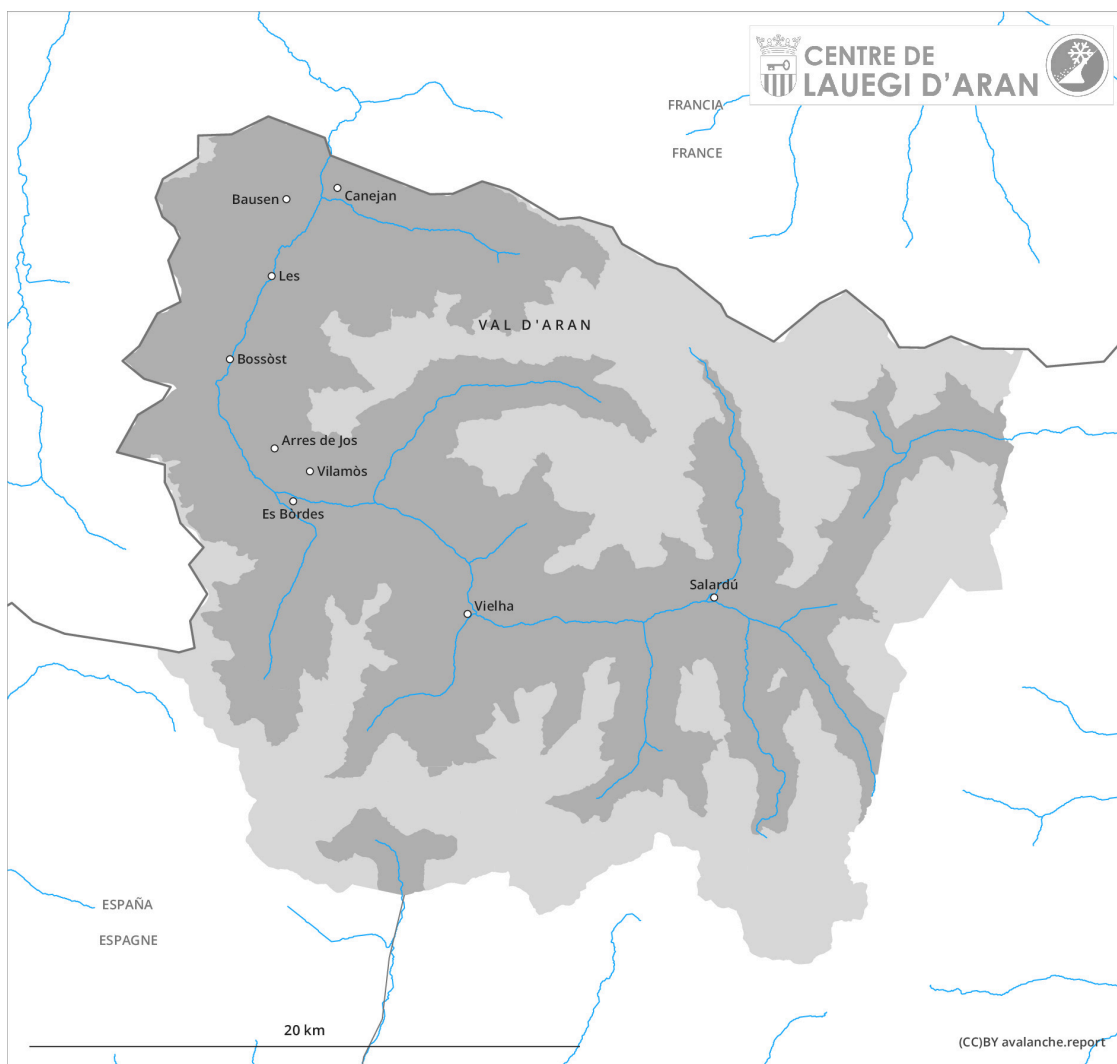 CENTRE DE
LAUEGI D'ARAN
FRANCIA
FRANCE
Bausen
Canejan
Les
VAL D'ARAN
Bossòst
Arres de Jos
Vilamòs
Es Bòrdes
Salardú
Vielha
ESPAÑA
ESPAGNE
20 km
(CC)BY avalanche.report